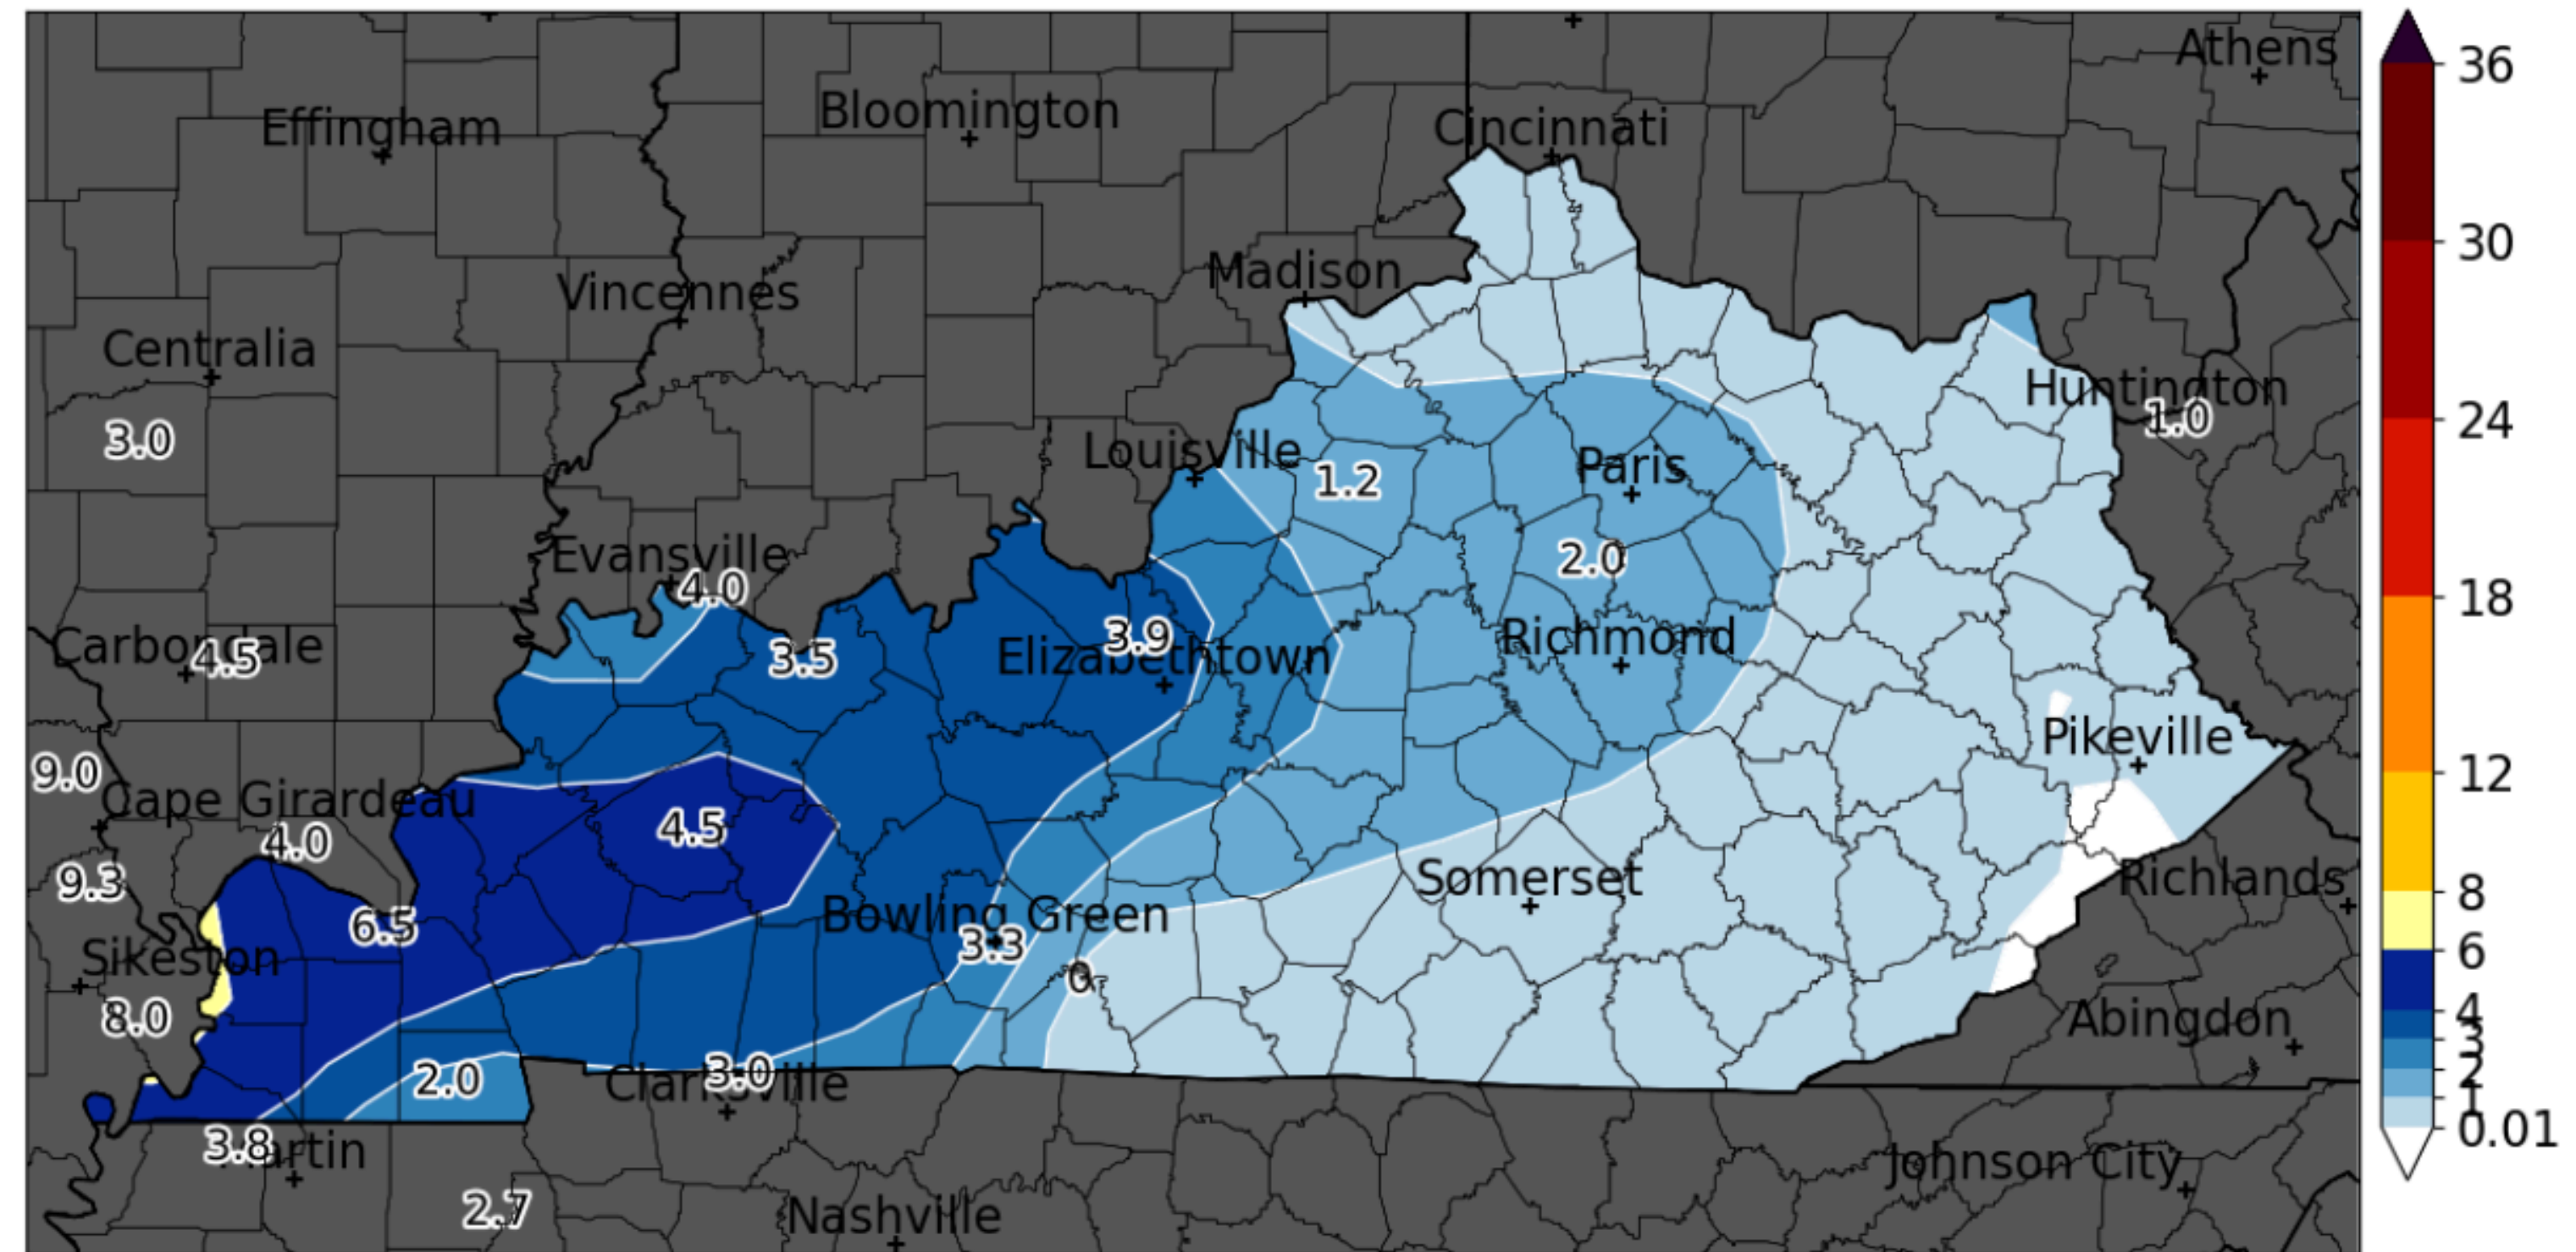 Athens
36
Bloomington
Effingham
Cincinnati
30
Madison
Vincennes
Centralia
Huntington
1.0
24
3.0
Louisville
1.2
Paris
Evansville
4.0
2.0
18
Carbondale
4.5
3.5
3.9
Elizabethtown
Richmond
Pikeville
9.0
12
Cape Girardeau
4.5
4.0
9.3
Somerset
Richlands
8
6.5
Bowling Green
3.3
Sikeston
6
0
8.0
Abingdon
4
3
2.0
3.0
Clarksville
2
1
0.01
3.8
Martin
Johnson City
2.7
Nashville